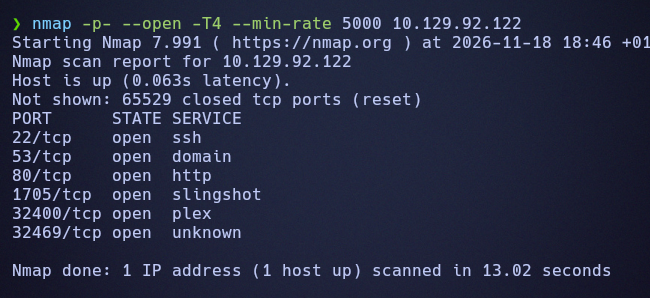 ❯ nmap -p- --open -T4 --min-rate 5000 10.129.92.122
Starting Nmap 7.991 ( https://nmap.org ) at 2026-11-18 18:46 +01
Nmap scan report for 10.129.92.122
Host is up (0.063s latency).
Not shown: 65529 closed tcp ports (reset)
PORT      STATE SERVICE
22/tcp    open  ssh
53/tcp    open  domain
80/tcp    open  http
1705/tcp  open  slingshot
32400/tcp open  plex
32469/tcp open  unknown
Nmap done: 1 IP address (1 host up) scanned in 13.02 seconds